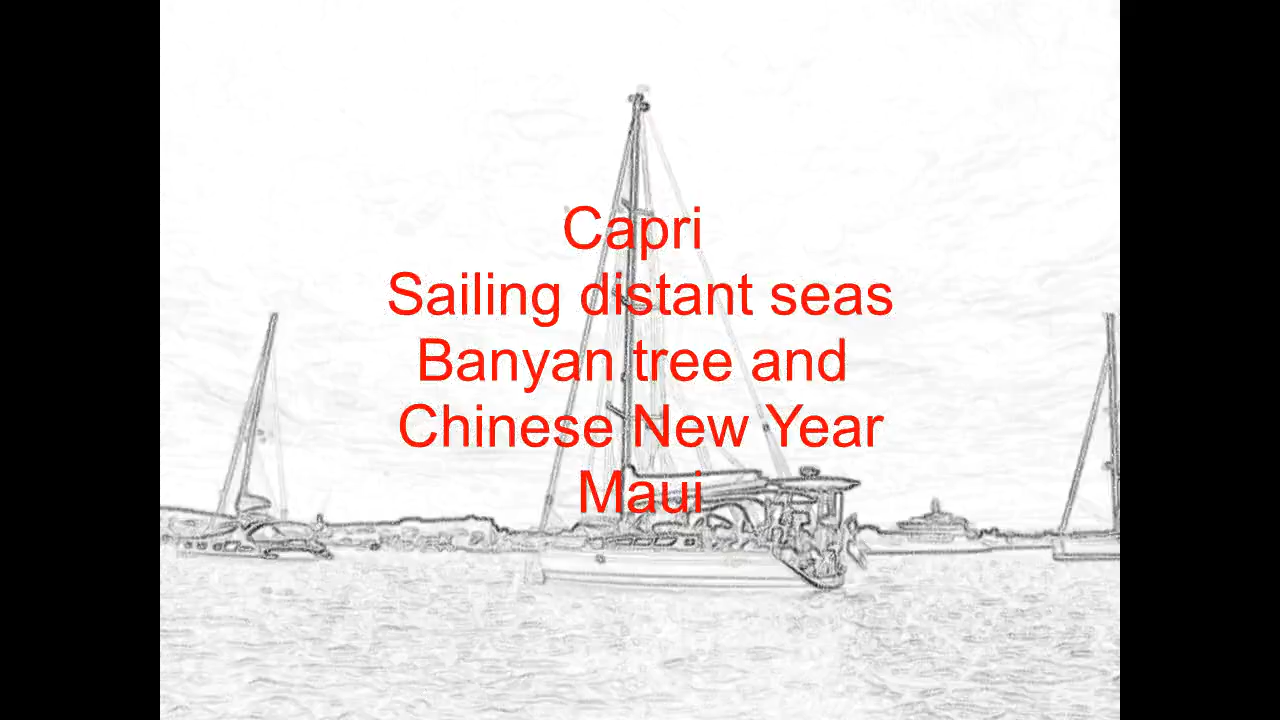 Capri
Sailing distant seas
Banyan tree and
Chinese New Year
Maui